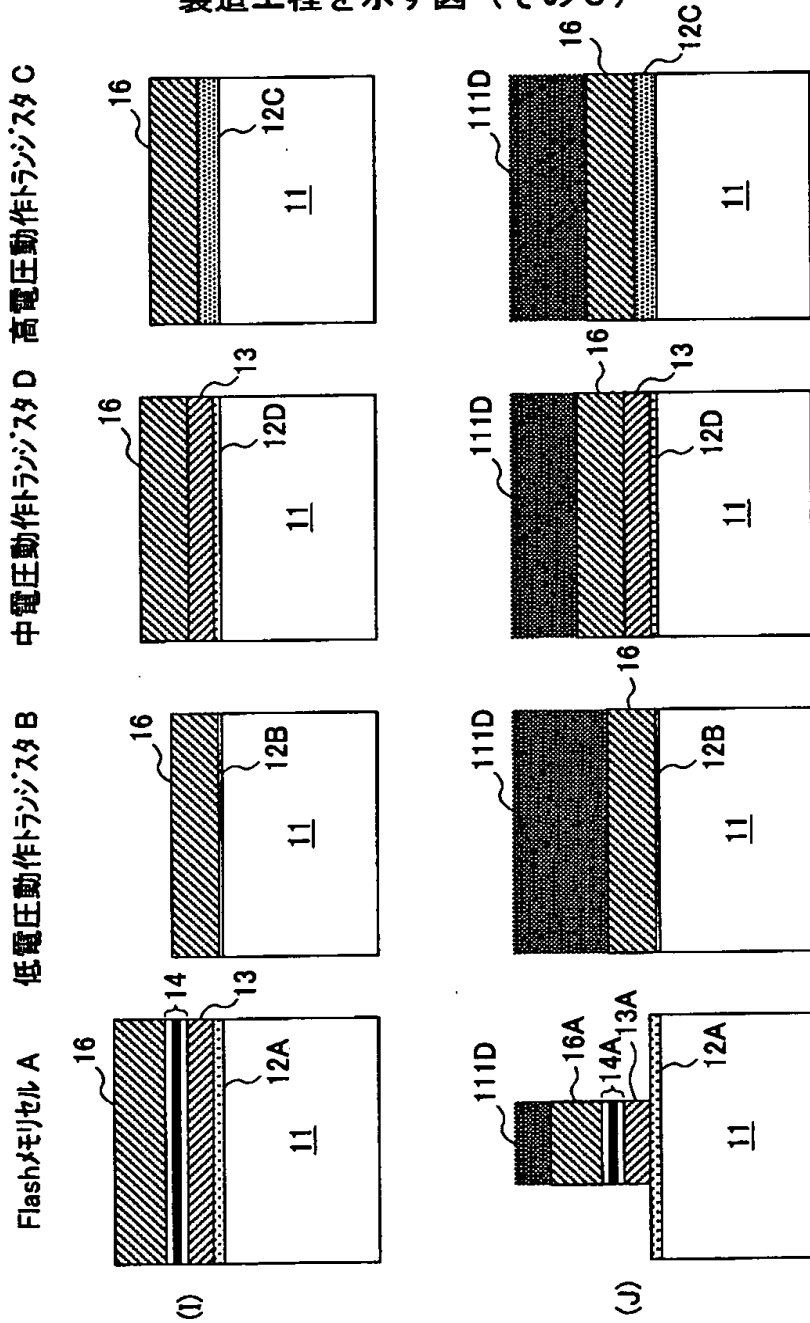 製造工程を示す図
Flashメモリセル A
低電圧動作トランジスタ B
中電圧動作トランジスタ D
高電圧動作トランジスタ C
(I)
16
14
13
12A
11
16
12B
11
16
13
12D
11
16
12C
11
(J)
111D
16A
14A
13A
12A
11
111D
16
12B
11
111D
16
13
12D
11
111D
16
12C
11